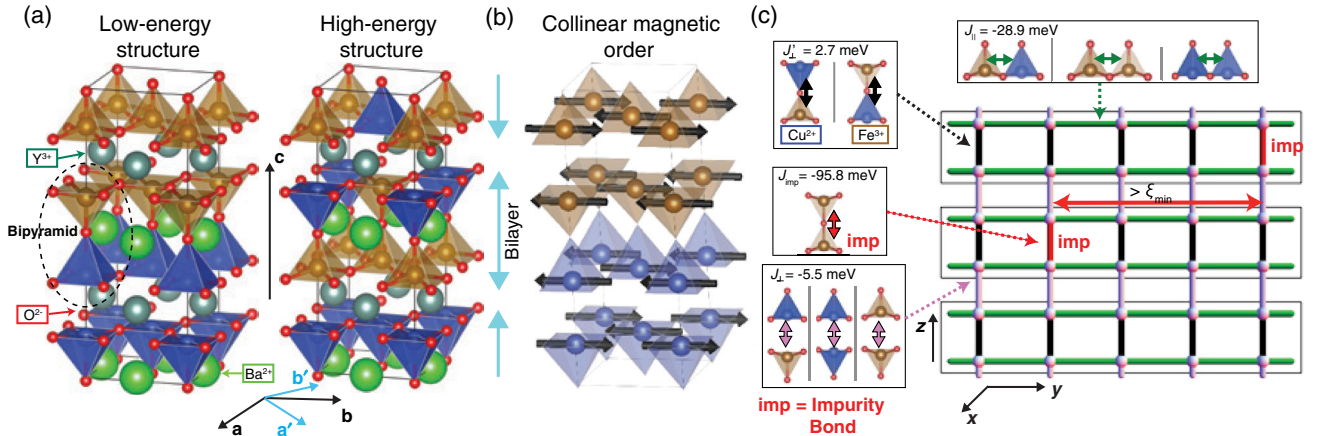 (a)
Low-energy
structure
High-energy
structure
Y³⁺
Bipyramid
O²⁻
Ba²⁺
c
a
b
a′
b′
Bilayer
(b)
Collinear magnetic
order
(c)
J'⊥ = 2.7 meV
Cu²⁺
Fe³⁺
J|| = -28.9 meV
Jimp = -95.8 meV
imp
J⊥ = -5.5 meV
imp = Impurity
Bond
imp
> ξmin
imp
z
y
x